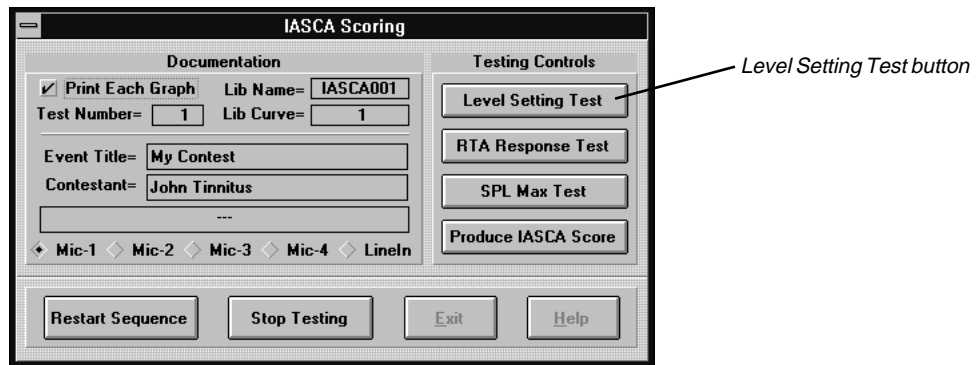 IASCA Scoring
Documentation
Print Each Graph Lib Name= IASCA001
Test Number= 1 Lib Curve= 1
Event Title= My Contest
Contestant= John Tinnitus
---
Mic-1 Mic-2 Mic-3 Mic-4 LineIn
Testing Controls
Level Setting Test
RTA Response Test
SPL Max Test
Produce IASCA Score
Restart Sequence Stop Testing Exit Help
Level Setting Test button